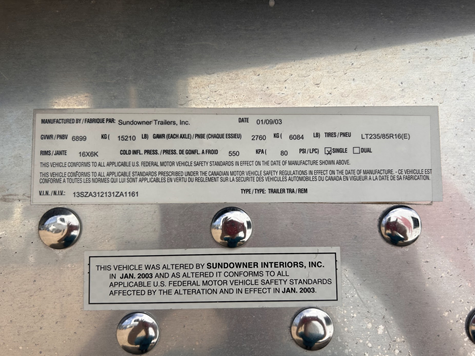 MANUFACTURED BY / FABRIQUE PAR: Sundowner Trailers, Inc. DATE 01/09/03
GVWR / PNBV 6899 KG ( 15210 LB) GAWR (EACH AXLE) / PNBE (CHAQUE ESSIEU) 2760 KG ( 6084 LB) TIRES / PNEU LT235/85R16(E)
RIMS / JANTE 16X6K COLD INFL. PRESS. / PRESS. DE GONFL. A FROID 550 KPA ( 80 PSI / LPC) SINGLE DUAL
THIS VEHICLE CONFORMS TO ALL APPLICABLE U.S. FEDERAL MOTOR VEHICLE SAFETY STANDARDS IN EFFECT ON THE DATE OF MANUFACTURE SHOWN ABOVE.
THIS VEHICLE CONFORMS TO ALL APPLICABLE STANDARDS PRESCRIBED UNDER THE CANADIAN MOTOR VEHICLE SAFETY REGULATIONS IN EFFECT ON THE DATE OF MANUFACTURE. - CE VÉHICULE EST
CONFORME A TOUTES LES NORMES QUI LUI SONT APPLICABLES EN VERTU DU RÈGLEMENT SUR LA SÉCURITÉ DES VÉHICULES AUTOMOBILES DU CANADA EN VIGUEUR A LA DATE DE SA FABRICATION.
V.I.N. / N.I.V.: 13SZA312131ZA1161 TYPE / TYPE: TRAILER TRA / REM
THIS VEHICLE WAS ALTERED BY SUNDOWNER INTERIORS, INC.
IN JAN. 2003 AND AS ALTERED IT CONFORMS TO ALL
APPLICABLE U.S. FEDERAL MOTOR VEHICLE SAFETY STANDARDS
AFFECTED BY THE ALTERATION AND IN EFFECT IN JAN. 2003.